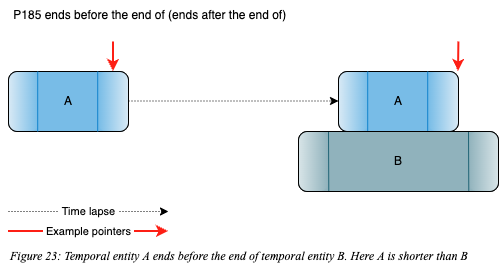 P185 ends before the end of (ends after the end of)
A
A
B
Time lapse
Example pointers
Figure 23: Temporal entity A ends before the end of temporal entity B. Here A is shorter than B